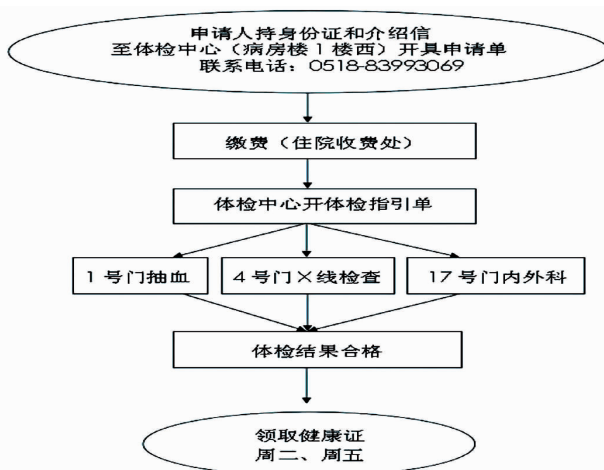 申请人持身份证和介绍信
至体检中心（病房楼1楼西）开具申请单
联系电话：0518-83993069
缴费（住院收费处）
体检中心开体检指引单
1号门抽血
4号门X线检查
17号门内外科
体检结果合格
领取健康证
周二、周五